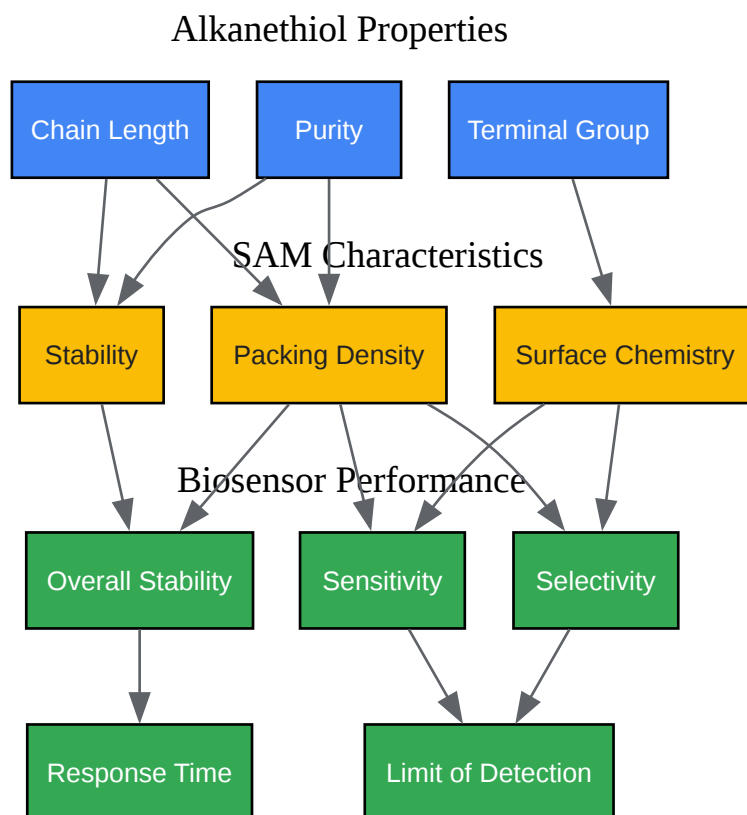 Alkanethiol Properties
Chain Length
Purity
Terminal Group
SAM Characteristics
Stability
Packing Density
Surface Chemistry
Biosensor Performance
Overall Stability
Sensitivity
Selectivity
Response Time
Limit of Detection